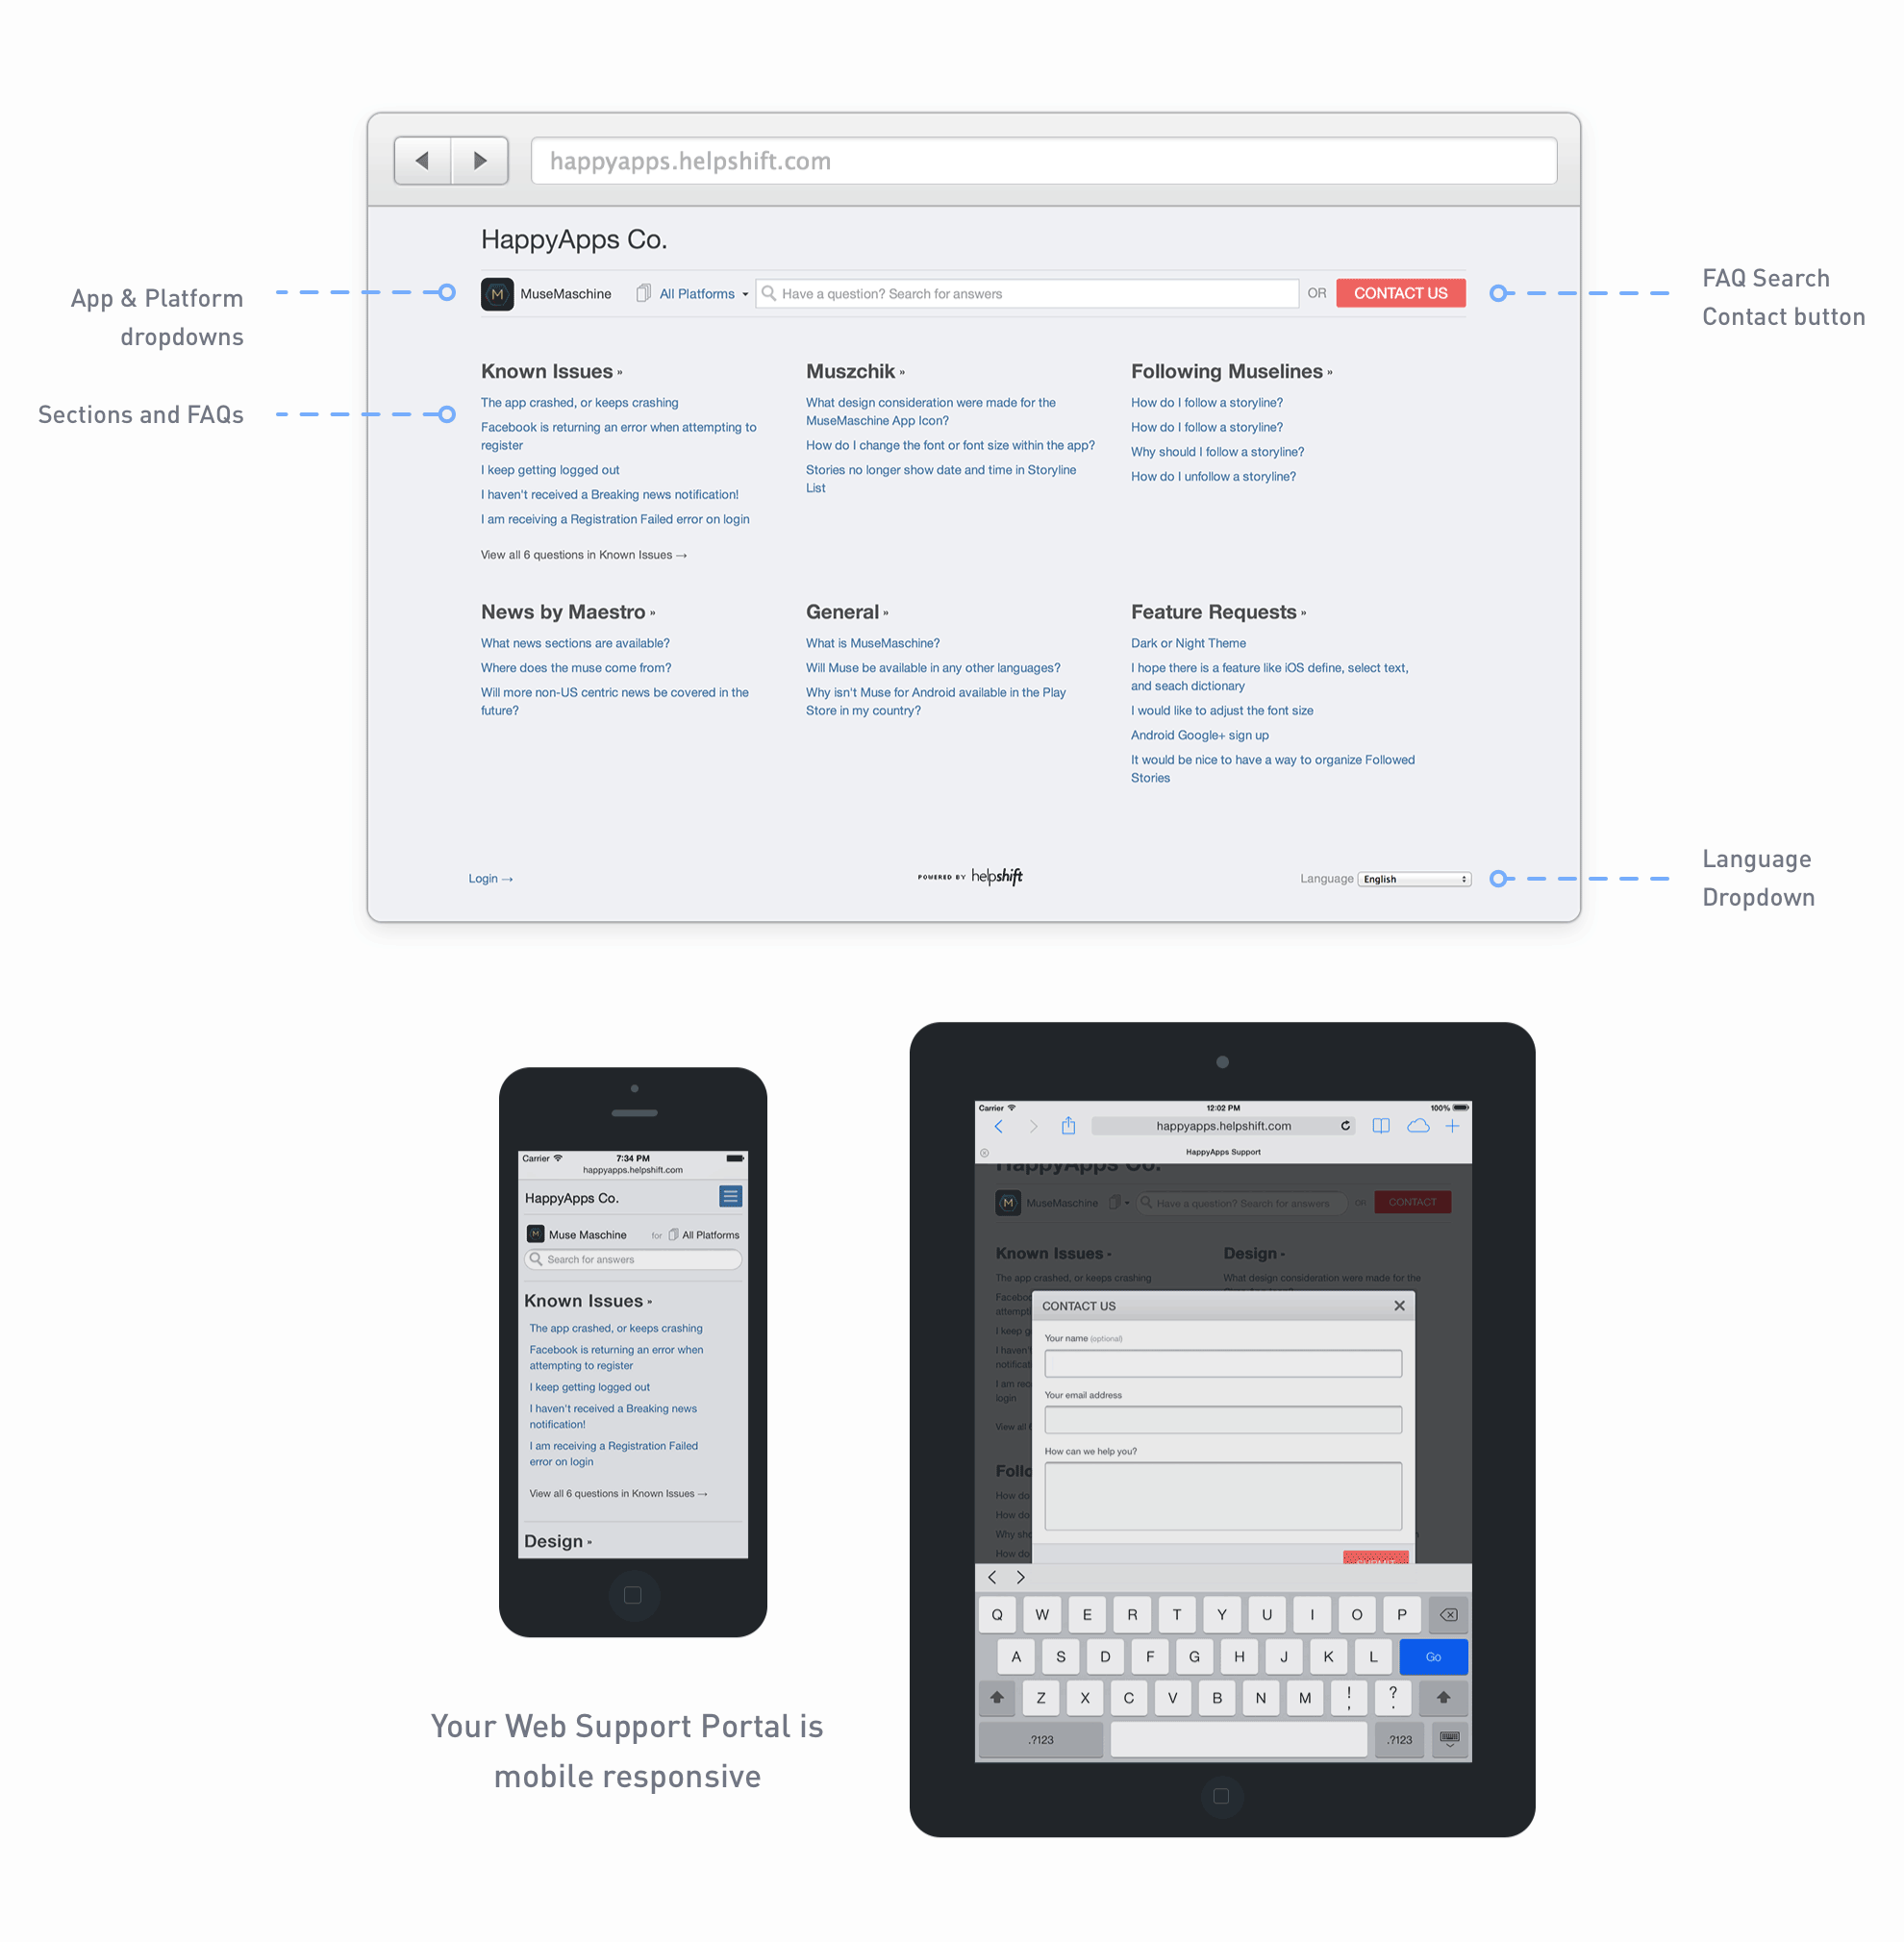 happyapps.helpshift.com
HappyApps Co.
App & Platform
dropdowns
M MuseMaschine All Platforms Have a question? Search for answers OR CONTACT US
FAQ Search
Contact button
Sections and FAQs
Known Issues »
The app crashed, or keeps crashing
Facebook is returning an error when attempting to
register
I keep getting logged out
I haven't received a Breaking news notification!
I am receiving a Registration Failed error on login
View all 6 questions in Known Issues →
Muszchik »
What design consideration were made for the
MuseMaschine App Icon?
How do I change the font or font size within the app?
Stories no longer show date and time in Storyline
List
Following Muselines »
How do I follow a storyline?
How do I follow a storyline?
Why should I follow a storyline?
How do I unfollow a storyline?
News by Maestro »
What news sections are available?
Where does the muse come from?
Will more non-US centric news be covered in the
future?
General »
What is MuseMaschine?
Will Muse be available in any other languages?
Why isn't Muse for Android available in the Play
Store in my country?
Feature Requests »
Dark or Night Theme
I hope there is a feature like iOS define, select text,
and seach dictionary
I would like to adjust the font size
Android Google+ sign up
It would be nice to have a way to organize Followed
Stories
Login →
POWERED BY helpshift
Language English
Language
Dropdown
Carrier 7:34 PM
happyapps.helpshift.com
HappyApps Co.
M Muse Maschine for All Platforms
Search for answers
Known Issues »
The app crashed, or keeps crashing
Facebook is returning an error when
attempting to register
I keep getting logged out
I haven't received a Breaking news
notification!
I am receiving a Registration Failed
error on login
View all 6 questions in Known Issues →
Design »
Your Web Support Portal is
mobile responsive
Carrier 12:02 PM 100%
happyapps.helpshift.com
HappyApps Support
HappyApps Co.
M MuseMaschine Have a question? Search for answers OR CONTACT
Known Issues Design
The app crashed, or keeps crashing What design consideration were made for the
CONTACT US
Your name (optional)
Your email address
How can we help you?
How do
How do
How do
SUBMIT
Q W E R T Y U I O P
A S D F G H J K L Go
Z X C V B N M ! , ? .
.?123 .?123